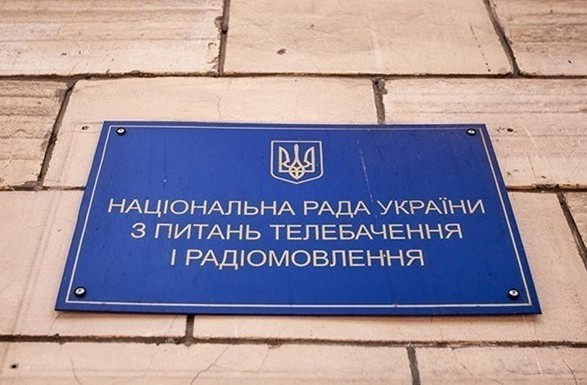 НАЦІОНАЛЬНА РАДА УКРАЇНИ
З ПИТАНЬ ТЕЛЕБАЧЕННЯ
І РАДІОМОВЛЕННЯ